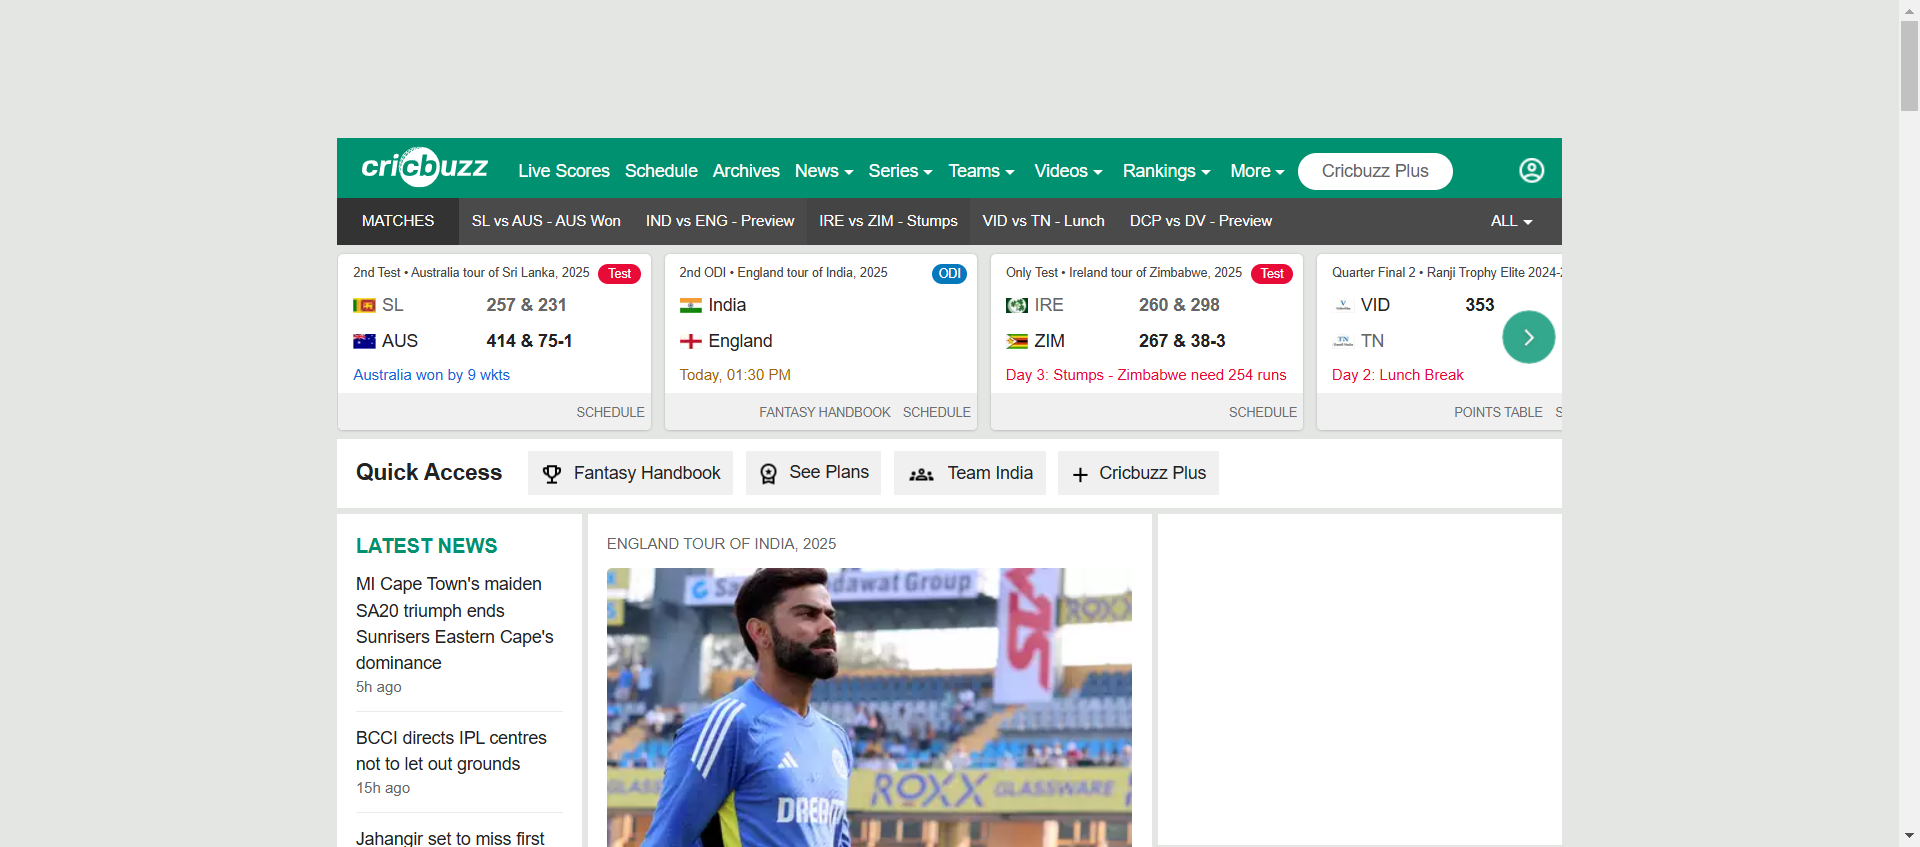 cricbuzz
Live Scores Schedule Archives News Series Teams Videos Rankings More Cricbuzz Plus
MATCHES SL vs AUS - AUS Won IND vs ENG - Preview IRE vs ZIM - Stumps VID vs TN - Lunch DCP vs DV - Preview ALL
2nd Test • Australia tour of Sri Lanka, 2025 Test
SL 257 & 231
AUS 414 & 75-1
Australia won by 9 wkts
SCHEDULE
2nd ODI • England tour of India, 2025 ODI
India
England
Today, 01:30 PM
FANTASY HANDBOOK SCHEDULE
Only Test • Ireland tour of Zimbabwe, 2025 Test
IRE 260 & 298
ZIM 267 & 38-3
Day 3: Stumps - Zimbabwe need 254 runs
SCHEDULE
Quarter Final 2 • Ranji Trophy Elite 2024-
VID 353
TN
Day 2: Lunch Break
POINTS TABLE S
Quick Access Fantasy Handbook See Plans Team India Cricbuzz Plus
LATEST NEWS
MI Cape Town's maiden
SA20 triumph ends
Sunrisers Eastern Cape's
dominance
5h ago
BCCI directs IPL centres
not to let out grounds
15h ago
Jahangir set to miss first
ENGLAND TOUR OF INDIA, 2025
dawat Group
ROXX
ROXX GLASSWARE
DREAM